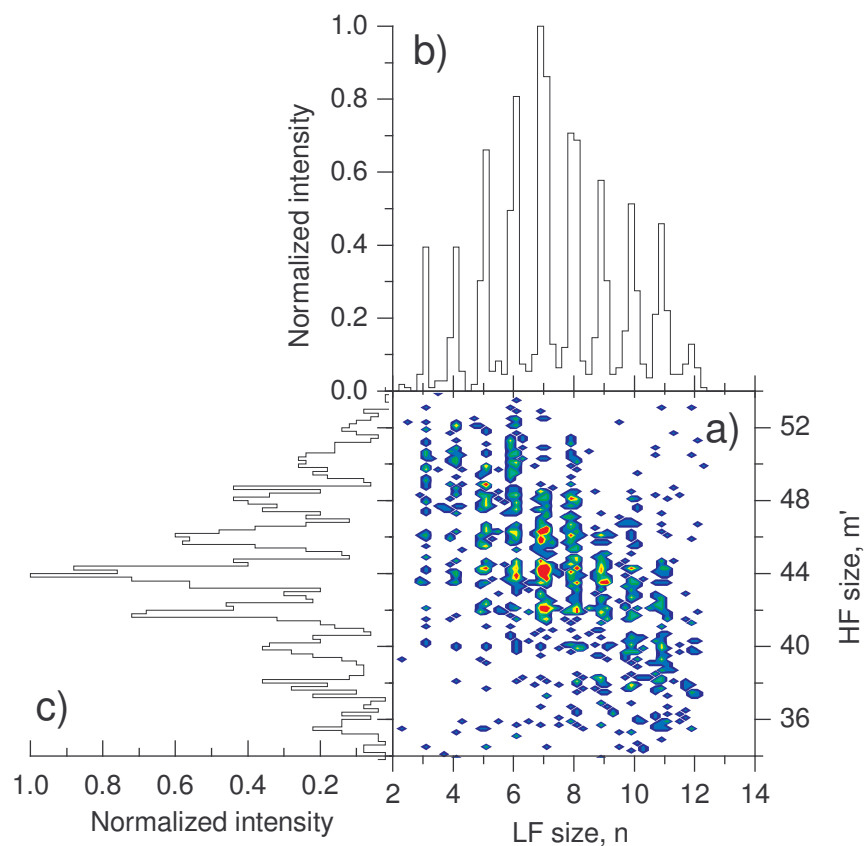 b)
1.0
0.8
0.6
0.4
0.2
0.0
Normalized intensity
a)
52
48
44
40
36
HF size, m'
c)
1.0 0.8 0.6 0.4 0.2
Normalized intensity
2 4 6 8 10 12 14
LF size, n